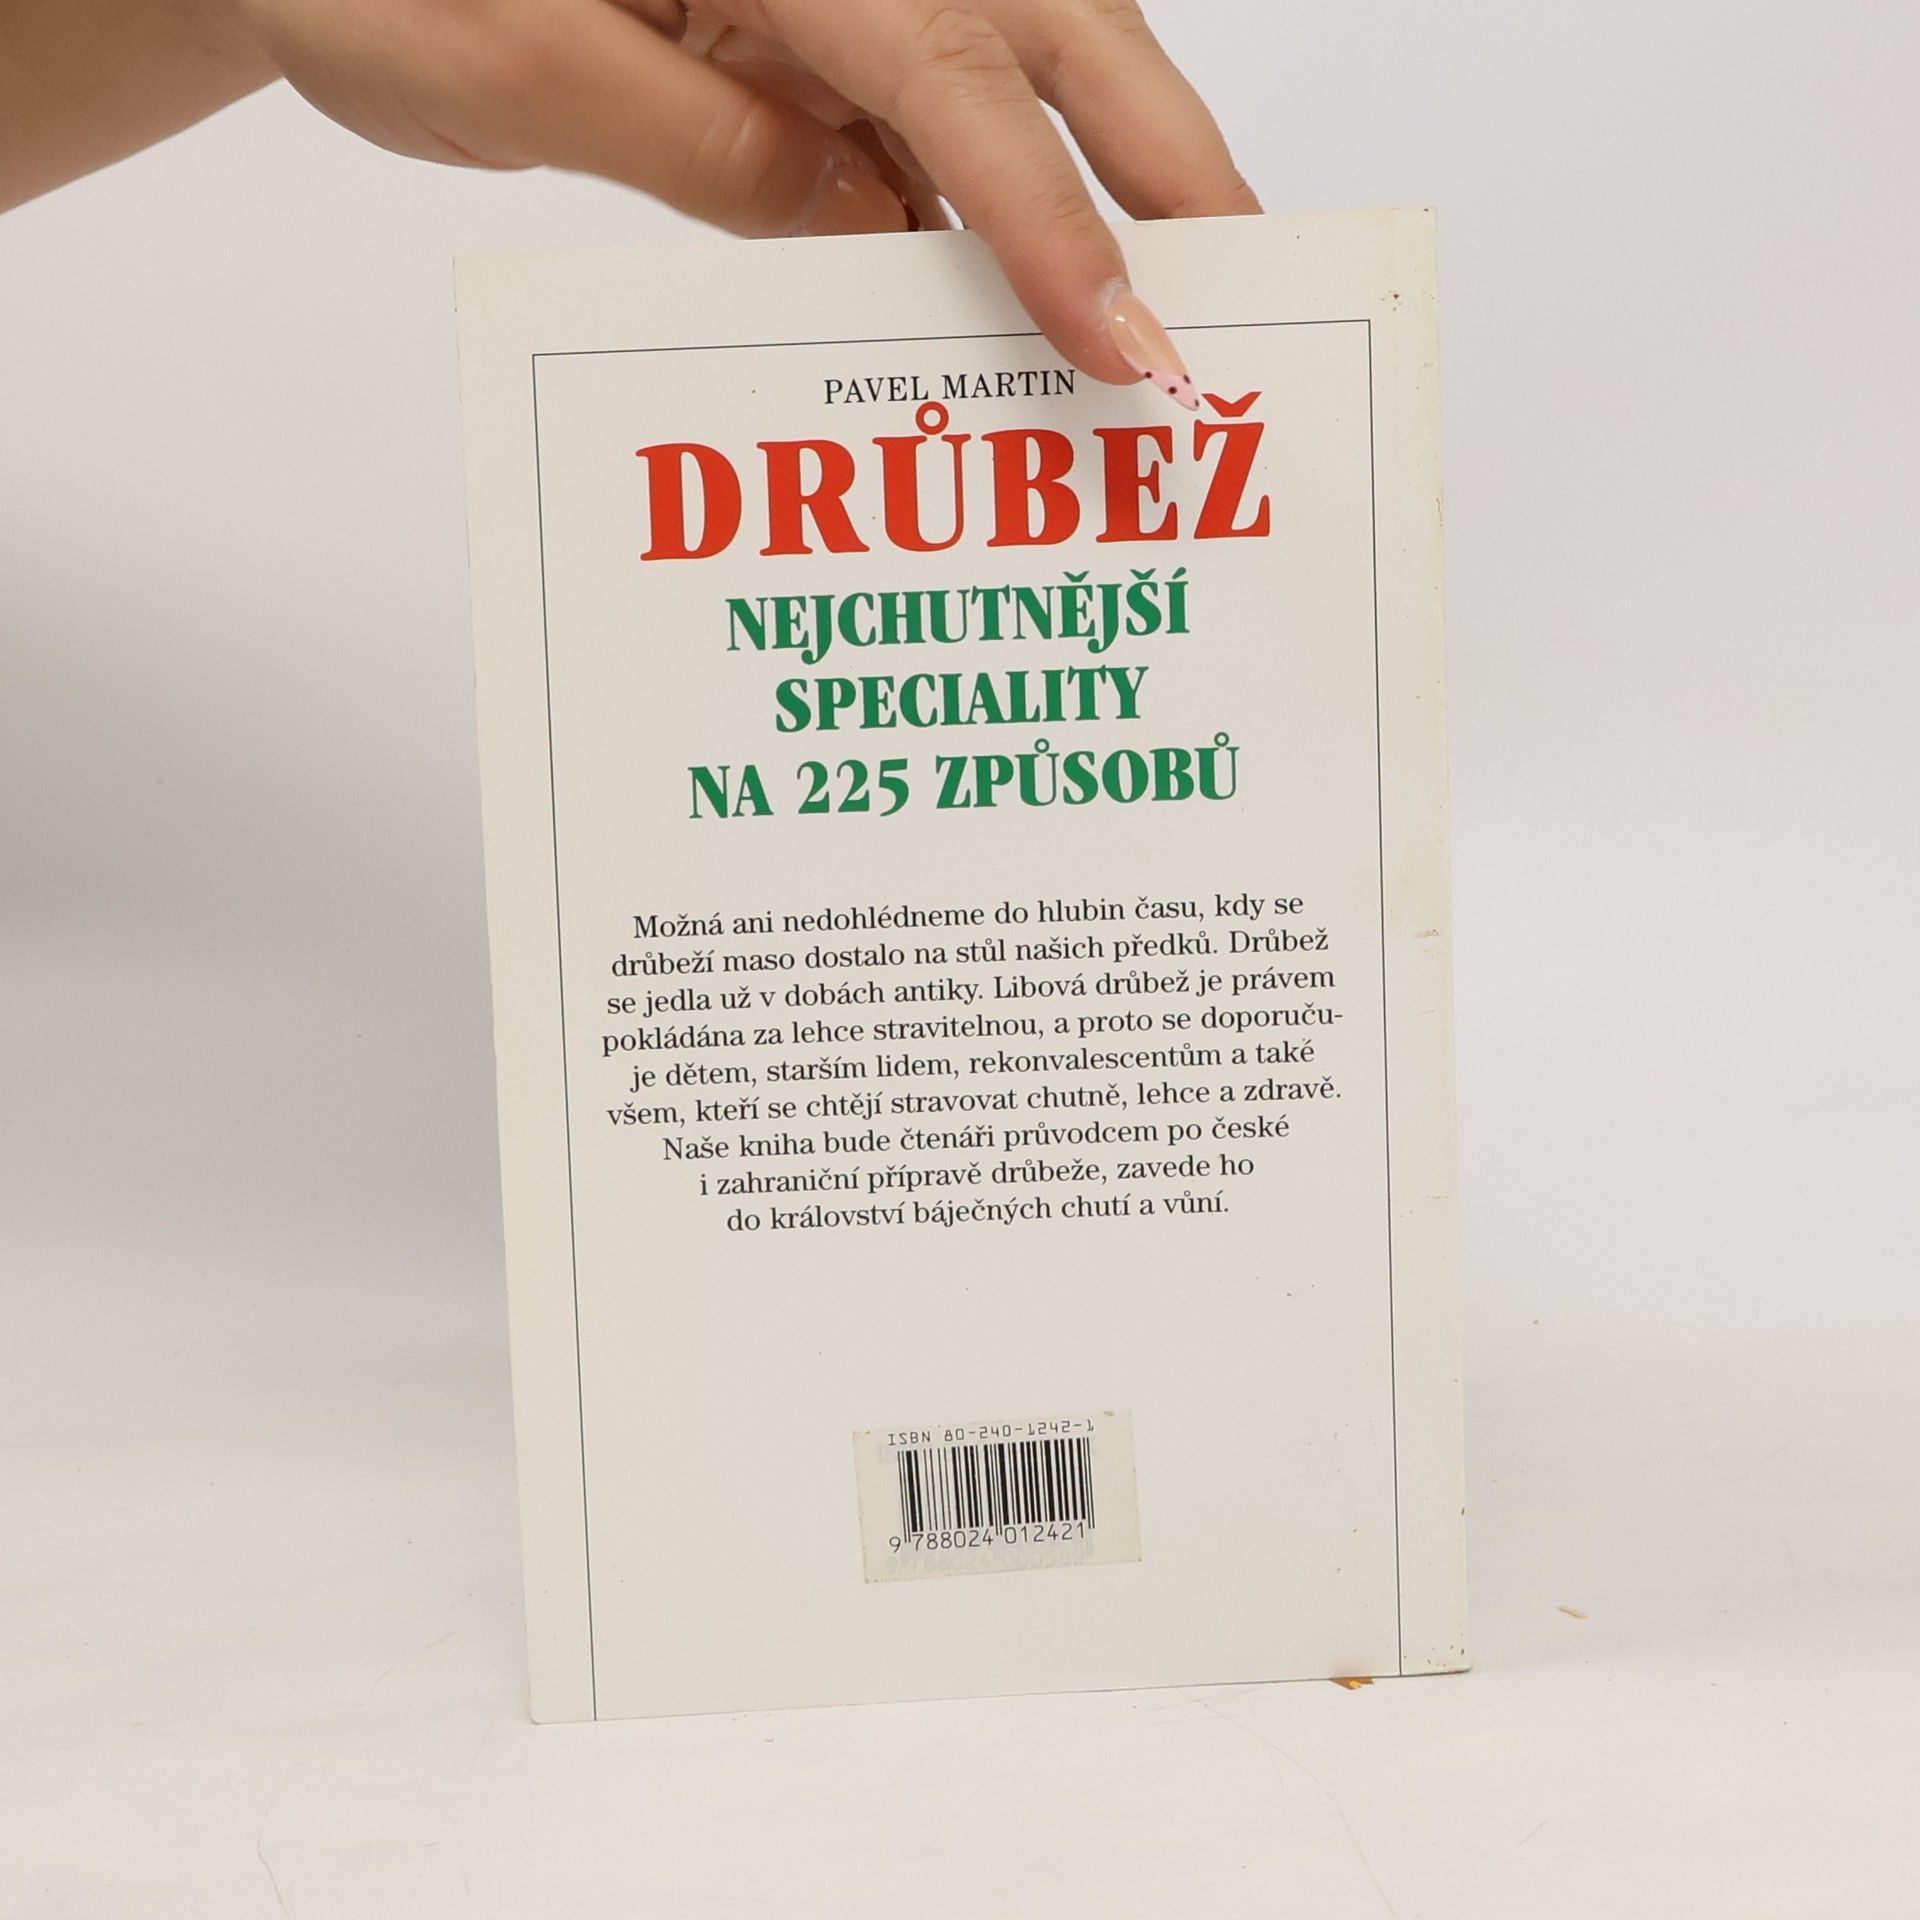 PAVEL MARTIN
DRŮBEŽ
NEJCHUTNĚJŠÍ
SPECIALITY
NA 225 ZPŮSOBŮ
Možná ani nedohlédneme do hlubin času, kdy se
drůbeží maso dostalo na stůl našich předků. Drůbež
se jedla už v dobách antiky. Libová drůbež je právem
pokládána za lehce stravitelnou, a proto se doporuču-
je dětem, starším lidem, rekonvalescentům a také
všem, kteří se chtějí stravovat chutně, lehce a zdravě.
Naše kniha bude čtenáři průvodcem po české
i zahraniční přípravě drůbeže, zavede ho
do království báječných chutí a vůní.
ISBN 80-240-1242-1
9 788024 012421